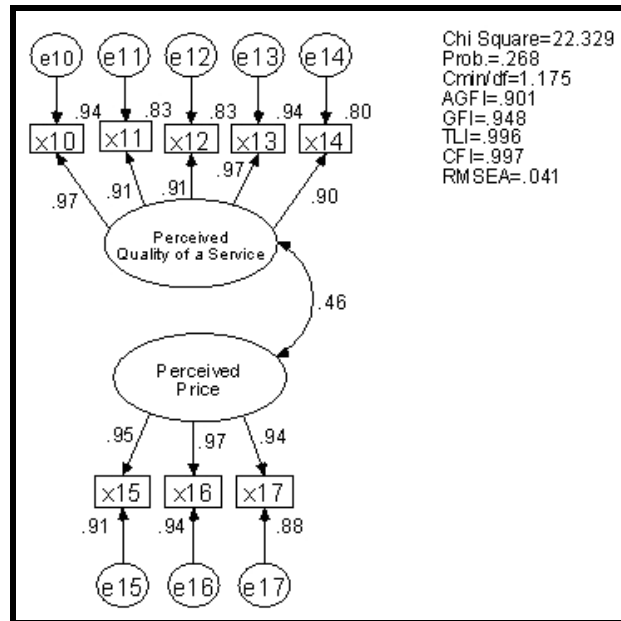 e10 e11 e12 e13 e14
Chi Square=22.329
Prob.=.268
Cmin/df=1.175
AGFI=.901
GFI=.948
TLI=.996
CFI=.997
RMSEA=.041
.94 .83 .83 .94 .80
x10 x11 x12 x13 x14
.97 .91 .91 .97 .90
Perceived
Quality of a Service
.46
Perceived
Price
.95 .97 .94
x15 x16 x17
.91 .94 .88
e15 e16 e17